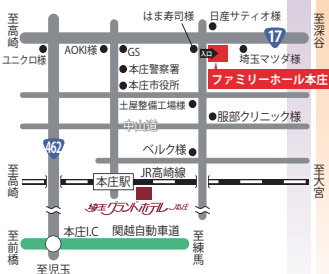 至高崎
はま寿司様
日産サティオ様
至深谷
17
ユニクロ様
AOKI様
GS
入口
埼玉マツダ様
ファミリーホール本庄
本庄警察署
本庄市役所
土屋整備工場様
服部クリニック様
中山道
462
ベルク様
至高崎
本庄駅
JR高崎線
至大宮
埼玉グランドホテル本庄
至前橋
本庄I.C
関越自動車道
至練馬
至児玉